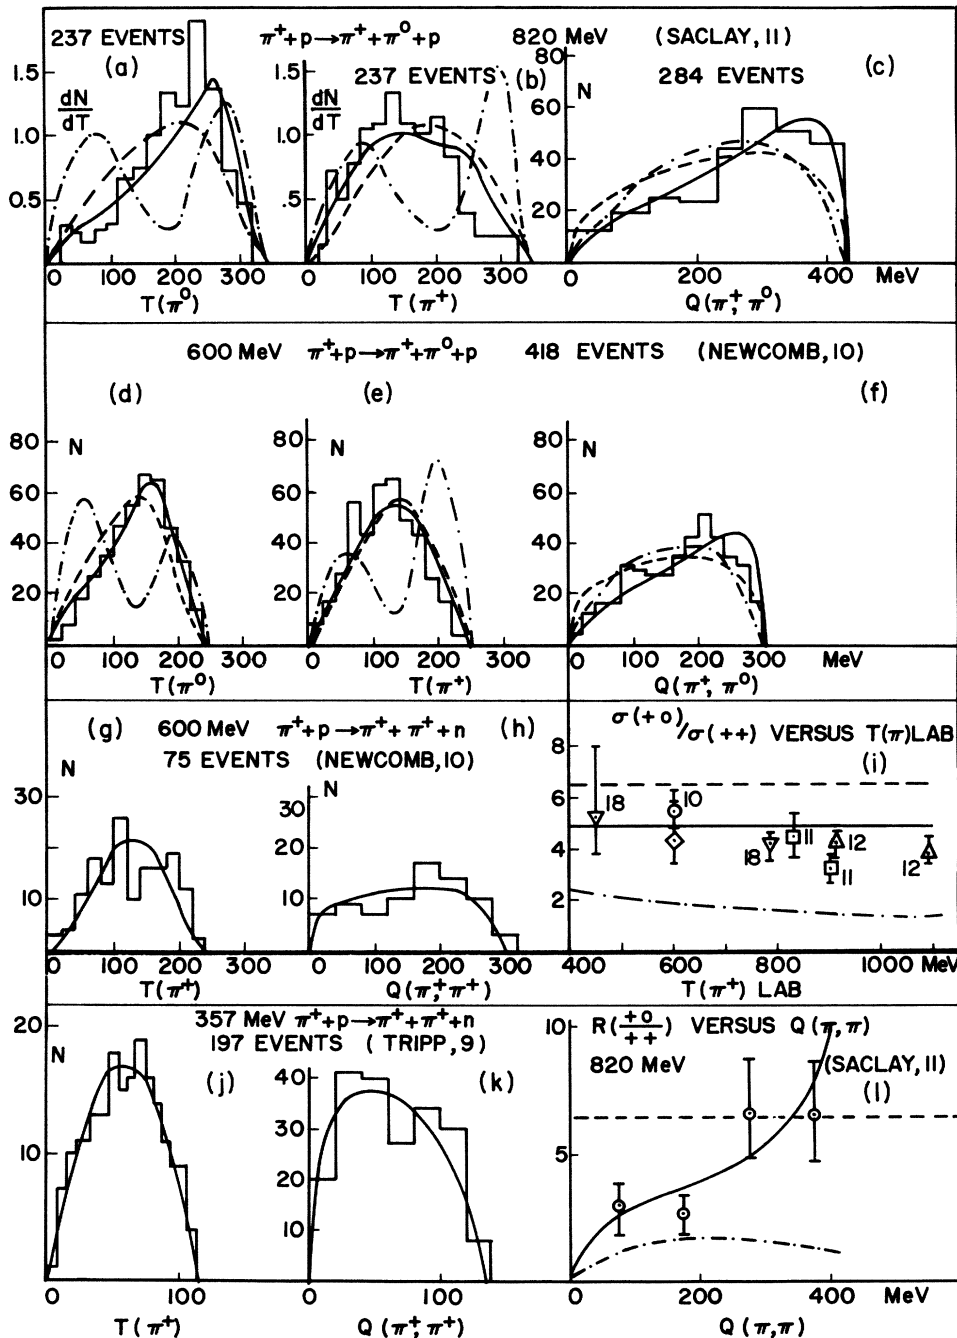 237 EVENTS π⁺+p→π⁺+π⁰+p 820 MeV (SACLAY, 11)
(a) (b) (c)
237 EVENTS 284 EVENTS
dN/dT dN/dT N
1.5 1.0 0.5
1.5 1.0 0.5
60 40 20
0 100 200 300
0 100 200 300
0 200 400 MeV
T(π⁰) T(π⁺) Q(π⁺,π⁰)
600 MeV π⁺+p→π⁺+π⁰+p 418 EVENTS (NEWCOMB, 10)
(d) (e) (f)
N N N
80 60 40 20
80 60 40 20
80 60 40 20
0 100 200 300
0 100 200 300
0 100 200 300 MeV
T(π⁰) T(π⁺) Q(π⁺, π⁰)
(g) 600 MeV π⁺+p→π⁺+π⁺+n (h)
75 EVENTS (NEWCOMB, 10)
N N
30 20 10
30 20 10
0 100 200 300
0 100 200 300
T(π⁺) Q(π⁺,π⁺)
σ(+0)/σ(++) VERSUS T(π)LAB
(i)
8 6 4 2
18 10 18 11 11 12 12
400 600 800 1000 MeV
T(π⁺) LAB
357 MeV π⁺+p→π⁺+π⁺+n
197 EVENTS (TRIPP, 9)
(j) (k)
N
20 10
40 30 20 10
0 100
0 100
T(π⁺) Q(π⁺,π⁺)
R(+0/++) VERSUS Q(π,π)
820 MeV (SACLAY, 11)
(l)
10 5
0 200 400 MeV
Q(π,π)